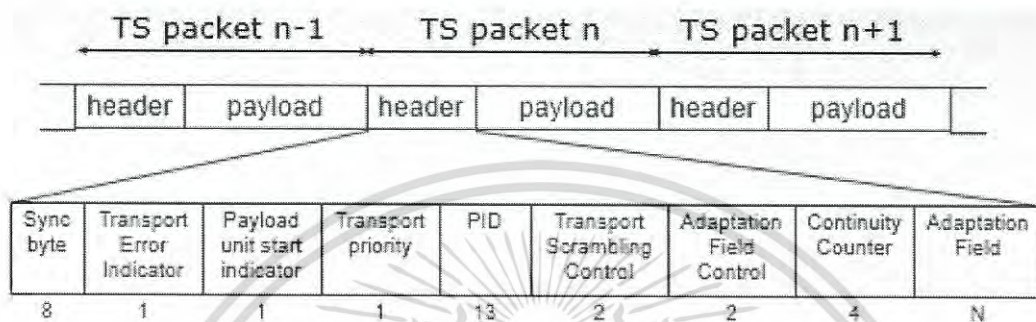 TS packet n-1 TS packet n TS packet n+1
header payload header payload header payload
Sync byte
Transport Error Indicator
Payload unit start indicator
Transport priority
PID
Transport Scrambling Control
Adaptation Field Control
Continuity Counter
Adaptation Field
8 1 1 1 13 2 2 4 N